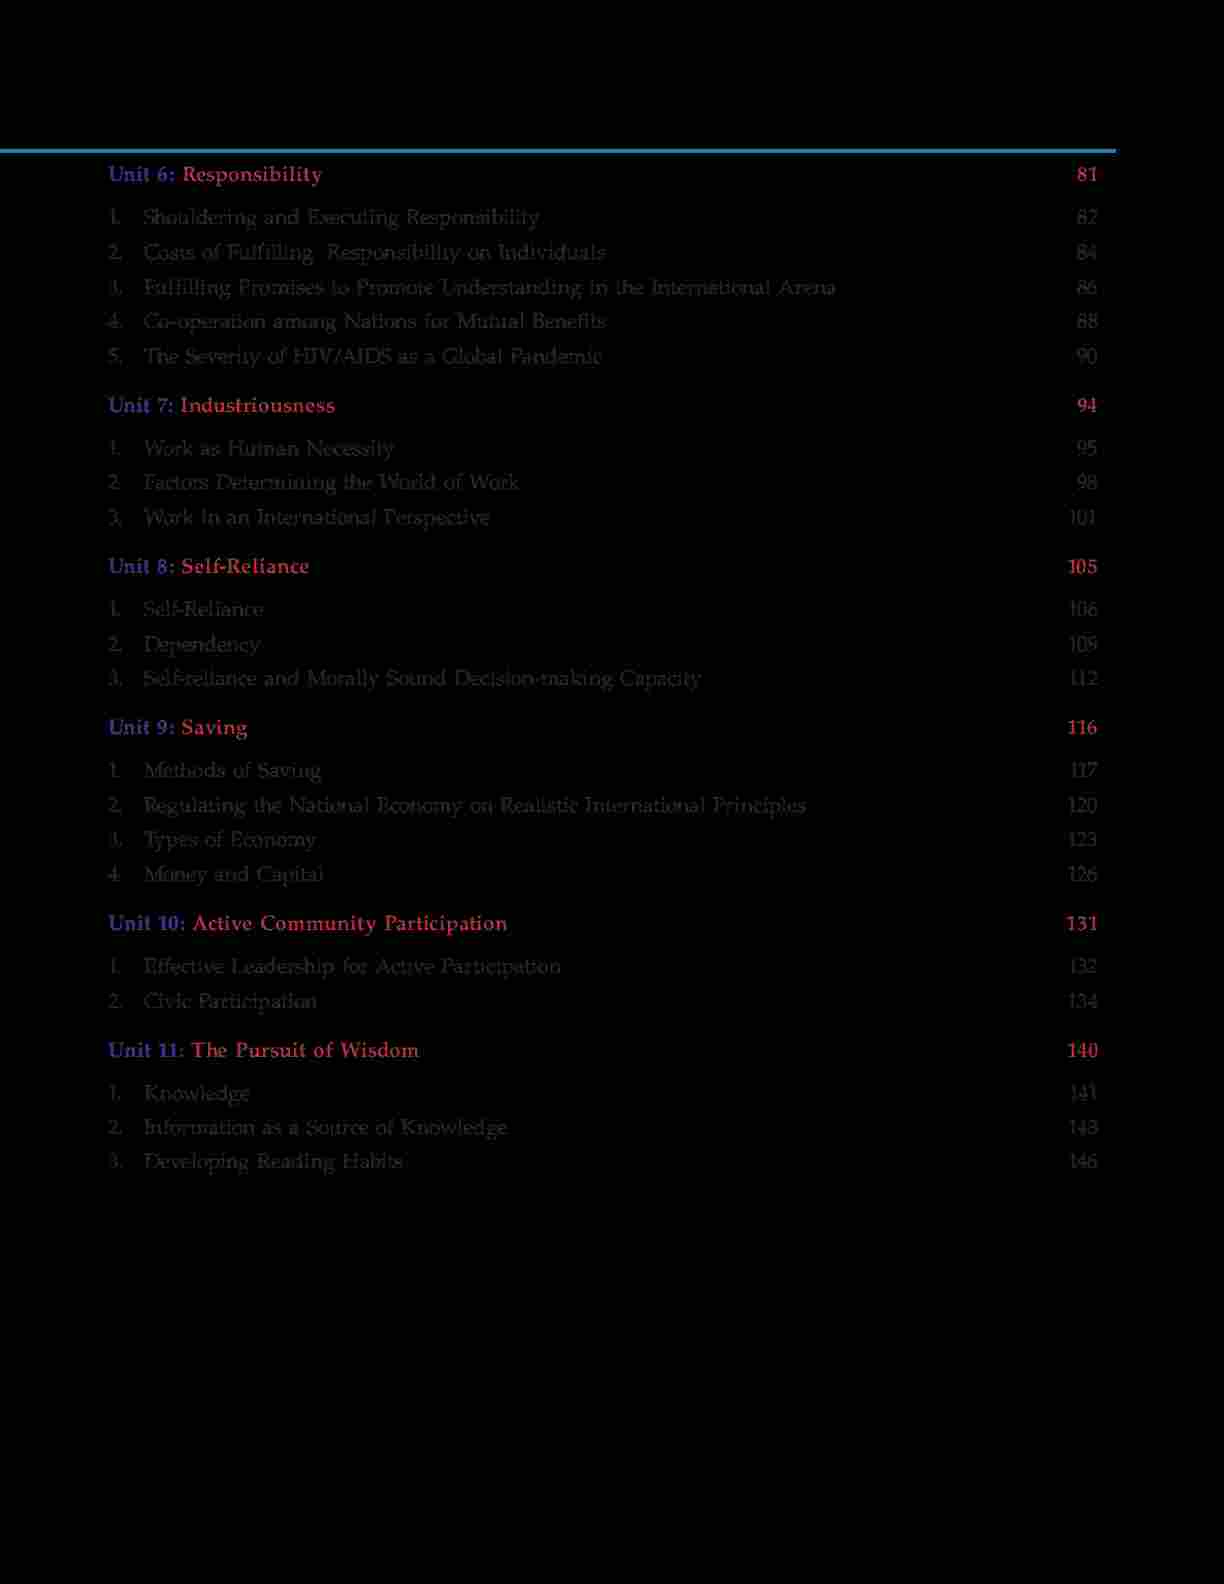 Unit 6: Responsibility 81
1. Shouldering and Executing Responsibility 82
2. Costs of Fulfilling Responsibility on Individuals 84
3. Fulfilling Promises to Promote Understanding in the International Arena 86
4. Co-operation among Nations for Mutual Benefits 88
5. The Severity of HIV/AIDS as a Global Pandemic 90
Unit 7: Industriousness 94
1. Work as Human Necessity 95
2. Factors Determining the World of Work 98
3. Work in an International Perspective 101
Unit 8: Self-Reliance 105
1. Self-Reliance 106
2. Dependency 109
3. Self-reliance and Morally Sound Decision-making Capacity 112
Unit 9: Saving 116
1. Methods of Saving 117
2. Regulating the National Economy on Realistic International Principles 120
3. Types of Economy 123
4. Money and Capital 126
Unit 10: Active Community Participation 131
1. Effective Leadership for Active Participation 132
2. Civic Participation 134
Unit 11: The Pursuit of Wisdom 140
1. Knowledge 141
2. Information as a Source of Knowledge 143
3. Developing Reading Habits 146